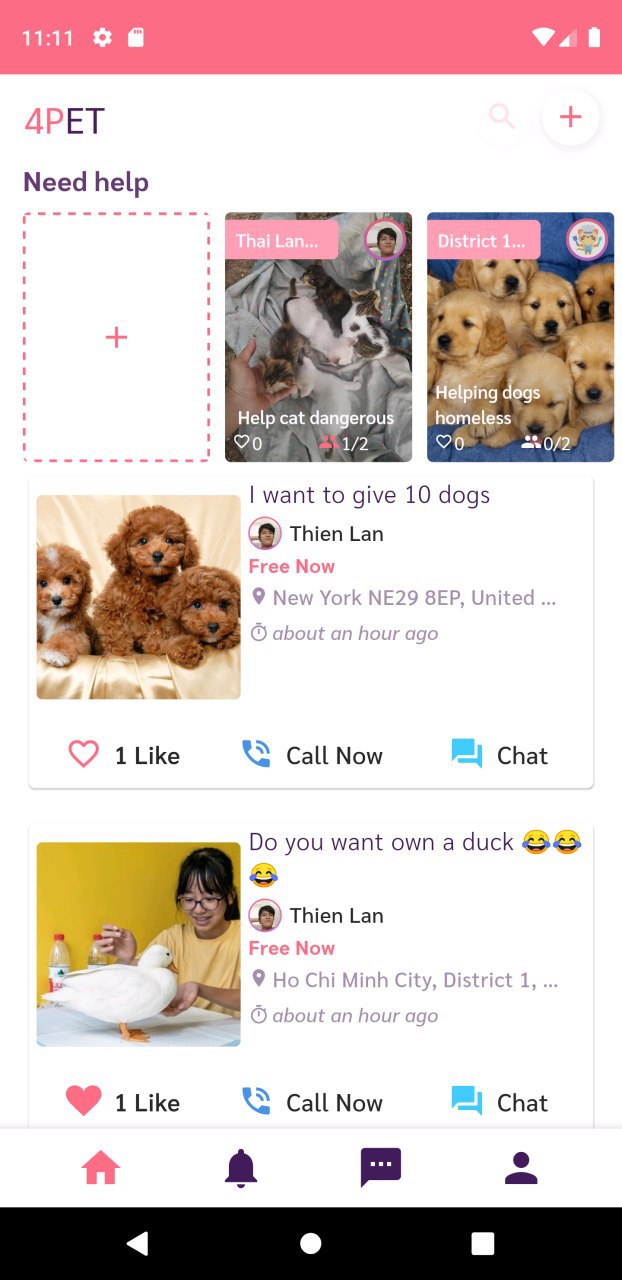 11:11
4PET
Need help
Thai Lan...
District 1...
Help cat dangerous
0
1/2
Helping dogs
homeless
0
0/2
I want to give 10 dogs
Thien Lan
Free Now
New York NE29 8EP, United ...
about an hour ago
1 Like
Call Now
Chat
Do you want own a duck 😂😂
😂
Thien Lan
Free Now
Ho Chi Minh City, District 1, ...
about an hour ago
1 Like
Call Now
Chat